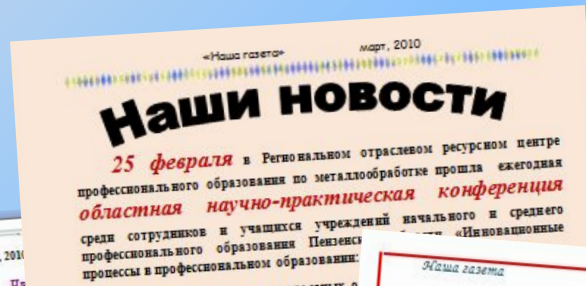 «Наша газета» март, 2010
Наши новости
25 февраля в Региональном отраслевом ресурсном центре
профессионального образования по металлообработке прошла ежегодная
областная научно-практическая конференция
среди сотрудников и учащихся учреждений начального и среднего
профессионального образования «Инновационные
процессы в профессиональном образовании:
Наша газета